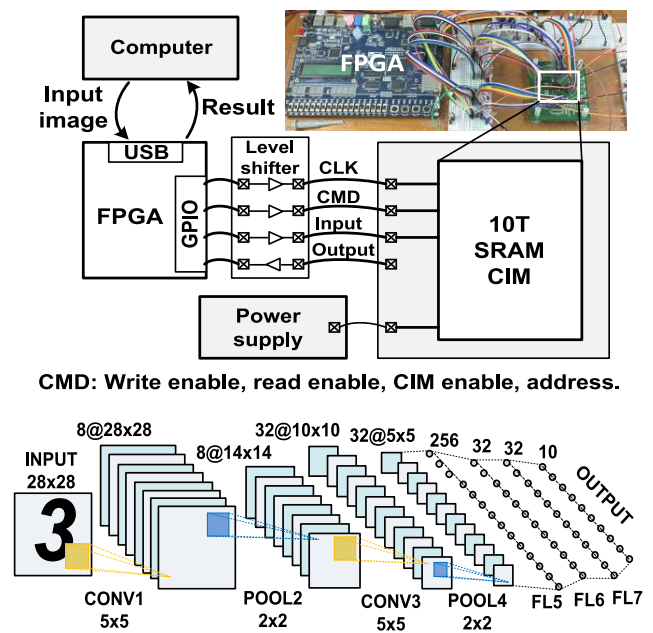 Computer
FPGA
Input
image
Result
USB
Level
shifter
FPGA
GPIO
CLK
CMD
Input
Output
10T
SRAM
CIM
Power
supply
CMD: Write enable, read enable, CIM enable, address.
8@28x28
8@14x14
32@10x10
32@5x5
256
32
32
10
INPUT
28x28
3
OUTPUT
CONV1
5x5
POOL2
2x2
CONV3
5x5
POOL4
2x2
FL5
FL6
FL7